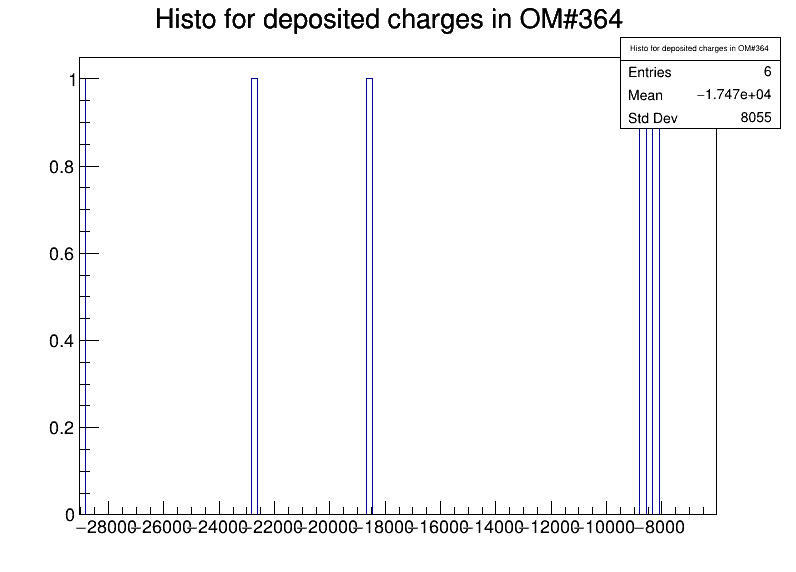 Histo for deposited charges in OM#364
Histo for deposited charges in OM#364
Entries 6
Mean −1.747e+04
Std Dev 8055
1
0.8
0.6
0.4
0.2
0
−28000 −26000 −24000 −22000 −20000 −18000 −16000 −14000 −12000 −10000 −8000